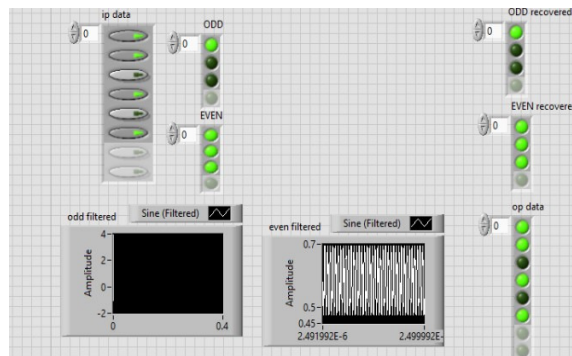 ip data
0
ODD
0
EVEN
0
ODD recovered
0
EVEN recovere
0
op data
0
odd filtered
Sine (Filtered)
Amplitude
4-
2-
0-
-2-
0
0.4
even filtered
Sine (Filtered)
Amplitude
0.7-
0.5-
0.45-
2.491992E-6
2.499992E-